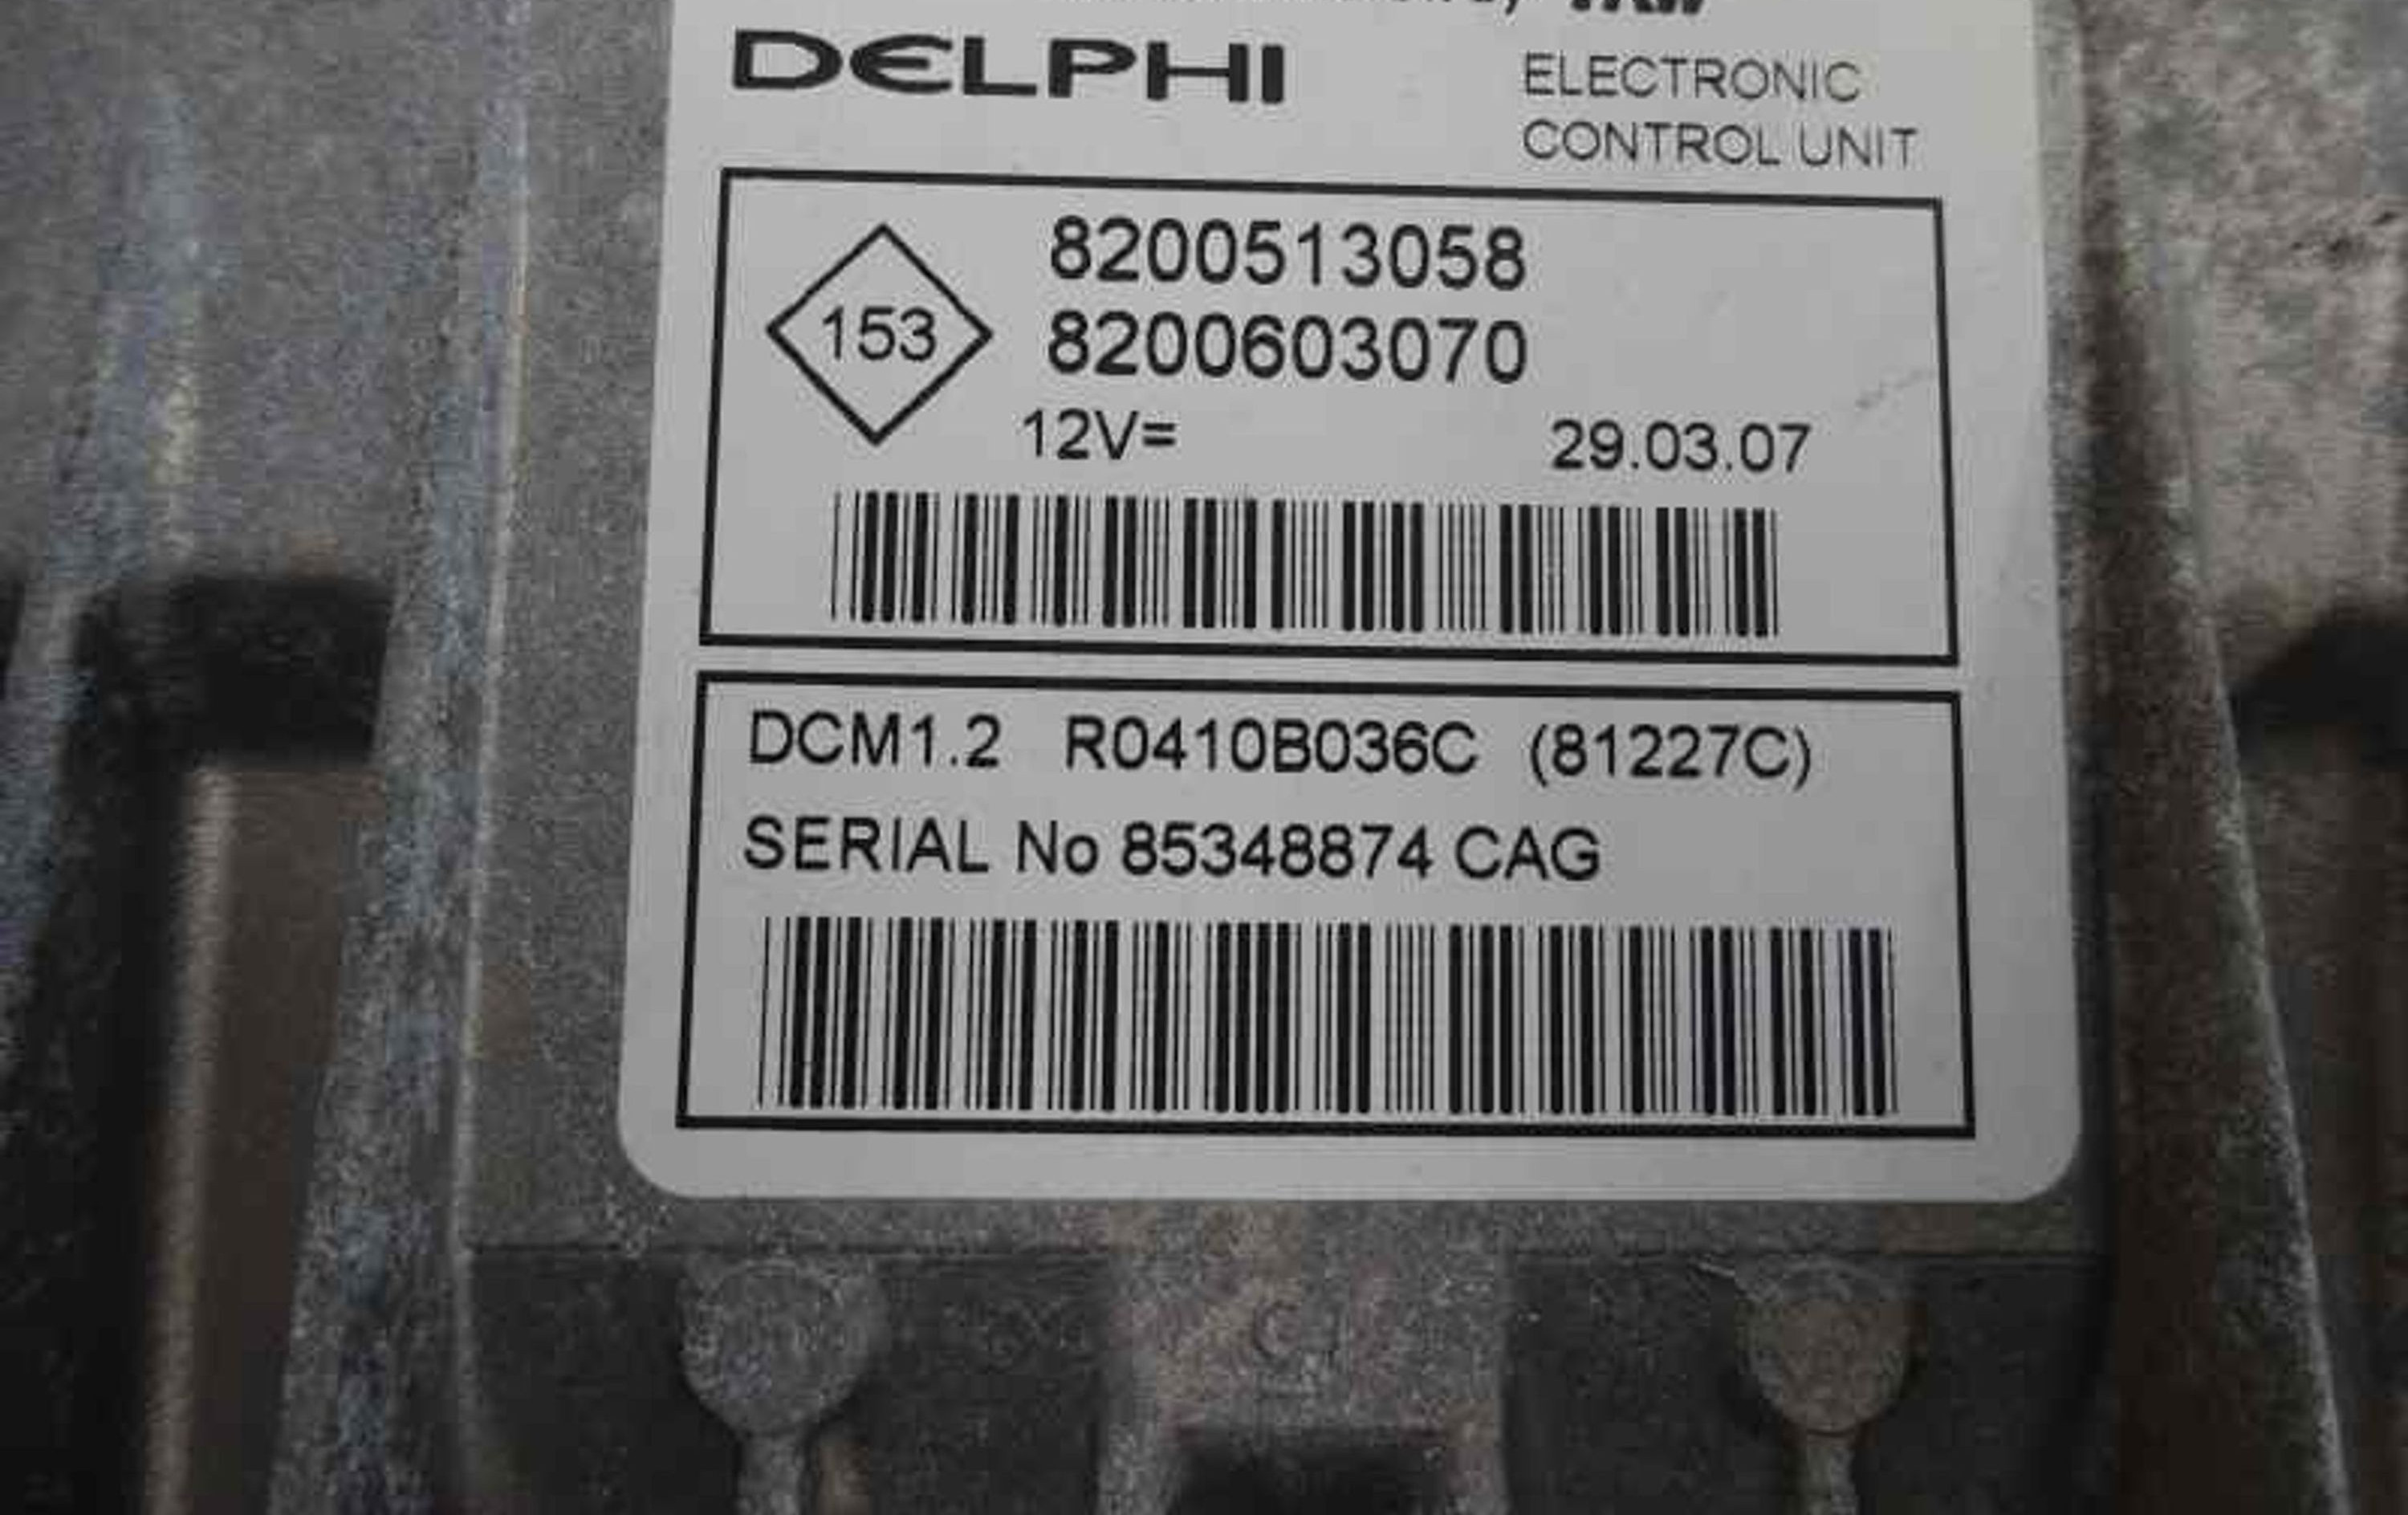 DELPHI
ELECTRONIC
CONTROL UNIT
153
8200513058
8200603070
12V=
29.03.07
DCM1.2 R0410B036C (81227C)
SERIAL No 85348874 CAG